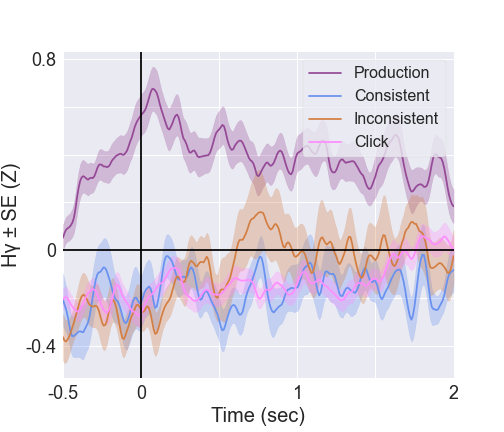 Hγ ± SE (Z)
0.8
0
-0.4
Production
Consistent
Inconsistent
Click
-0.5
0
1
2
Time (sec)